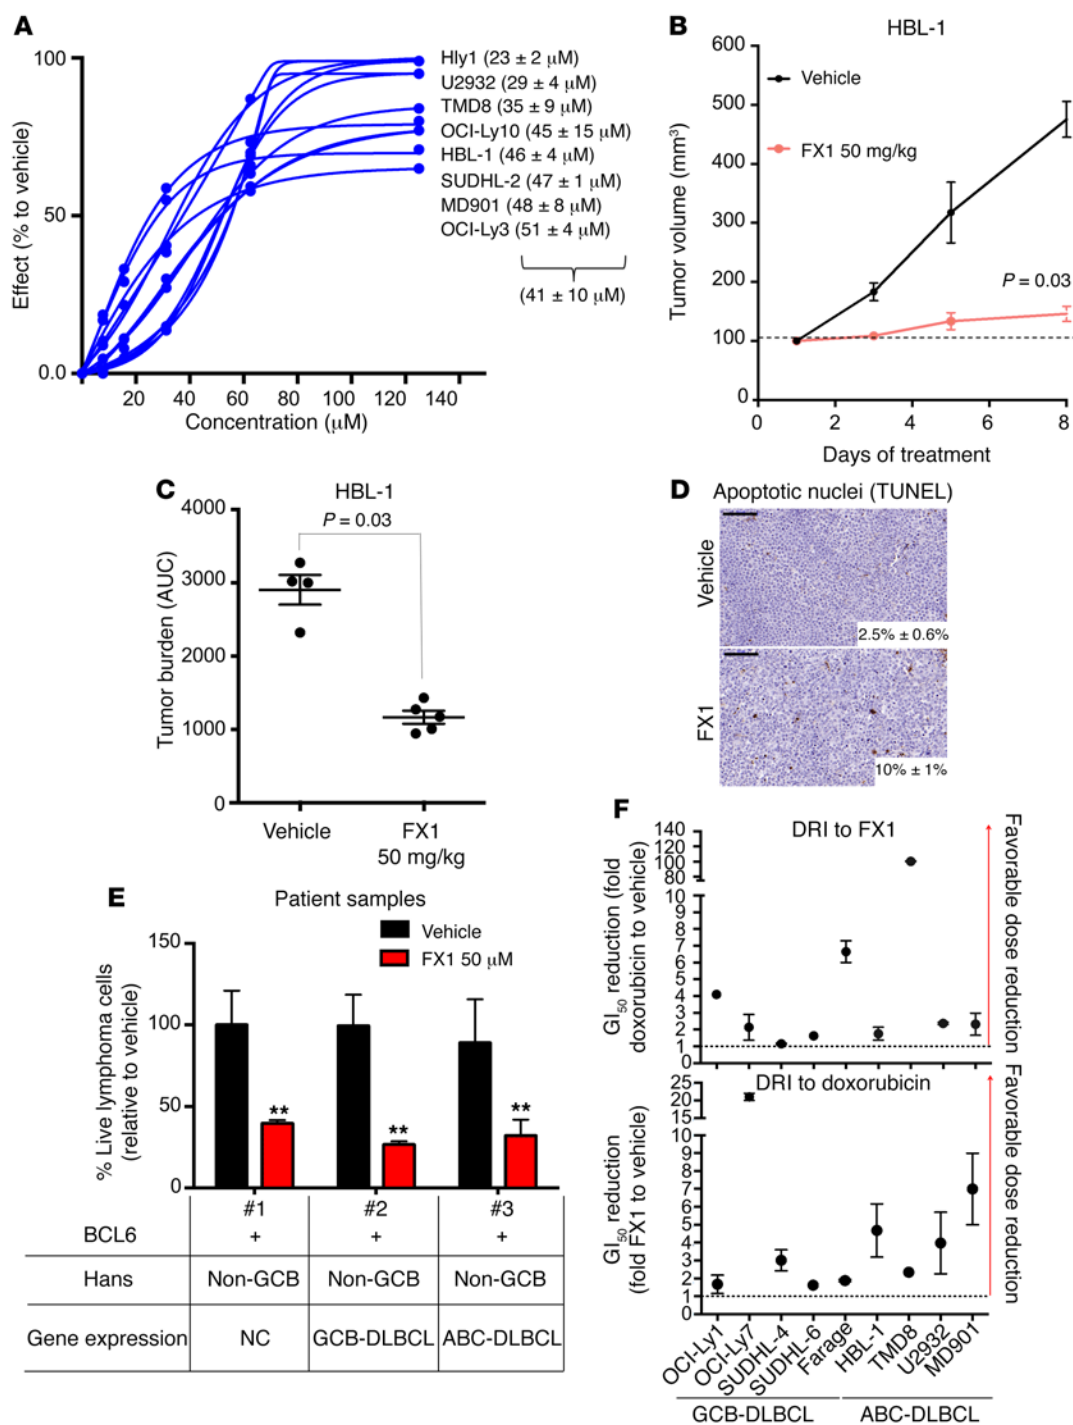 A
100
50
0.0
Effect (% to vehicle)
20 40 60 80 100 120 140
Concentration (μM)
Hly1 (23 ± 2 μM)
U2932 (29 ± 4 μM)
TMD8 (35 ± 9 μM)
OCI-Ly10 (45 ± 15 μM)
HBL-1 (46 ± 4 μM)
SUDHL-2 (47 ± 1 μM)
MD901 (48 ± 8 μM)
OCI-Ly3 (51 ± 4 μM)
(41 ± 10 μM)
B
HBL-1
Vehicle
FX1 50 mg/kg
P = 0.03
600
500
400
300
200
100
0
Tumor volume (mm³)
0 2 4 6 8
Days of treatment
C
HBL-1
P = 0.03
4000
3000
2000
1000
0
Tumor burden (AUC)
Vehicle FX1
50 mg/kg
D Apoptotic nuclei (TUNEL)
Vehicle
2.5% ± 0.6%
FX1
10% ± 1%
E
Patient samples
Vehicle
FX1 50 μM
150
100
50
0
% Live lymphoma cells
(relative to vehicle)
** ** **
#1 #2 #3
BCL6 + + +
Hans Non-GCB Non-GCB Non-GCB
Gene expression NC GCB-DLBCL ABC-DLBCL
F
DRI to FX1
140
120
100
80
10
9
8
7
6
5
4
3
2
1
0
GI₅₀ reduction (fold
doxorubicin to vehicle)
Favorable dose reduction
DRI to doxorubicin
25
20
15
10
9
8
7
6
5
4
3
2
1
0
GI₅₀ reduction
(fold FX1 to vehicle)
Favorable dose reduction
OCI-Ly1 OCI-Ly7 SUDHL-4 SUDHL-6 Farage HBL-1 TMD8 U2932 MD901
GCB-DLBCL ABC-DLBCL